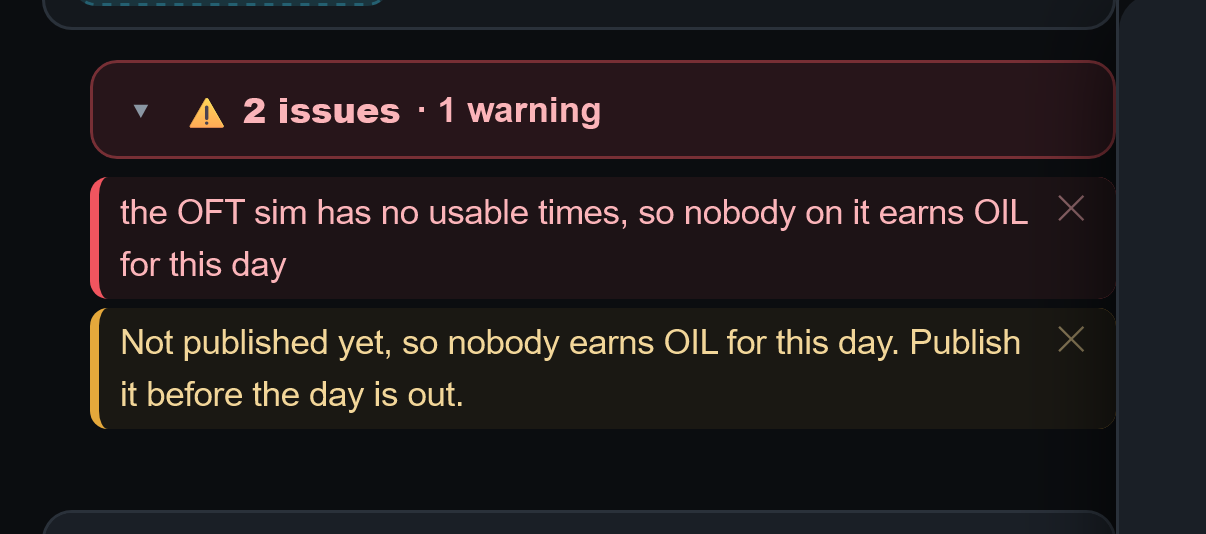 ▼ ⚠️ 2 issues · 1 warning
the OFT sim has no usable times, so nobody on it earns OIL
for this day
Not published yet, so nobody earns OIL for this day. Publish
it before the day is out.